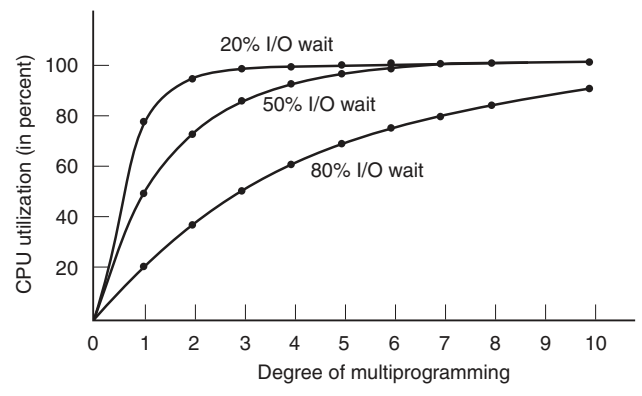 20% I/O wait
50% I/O wait
80% I/O wait
CPU utilization (in percent)
100
80
60
40
20
0 1 2 3 4 5 6 7 8 9 10
Degree of multiprogramming